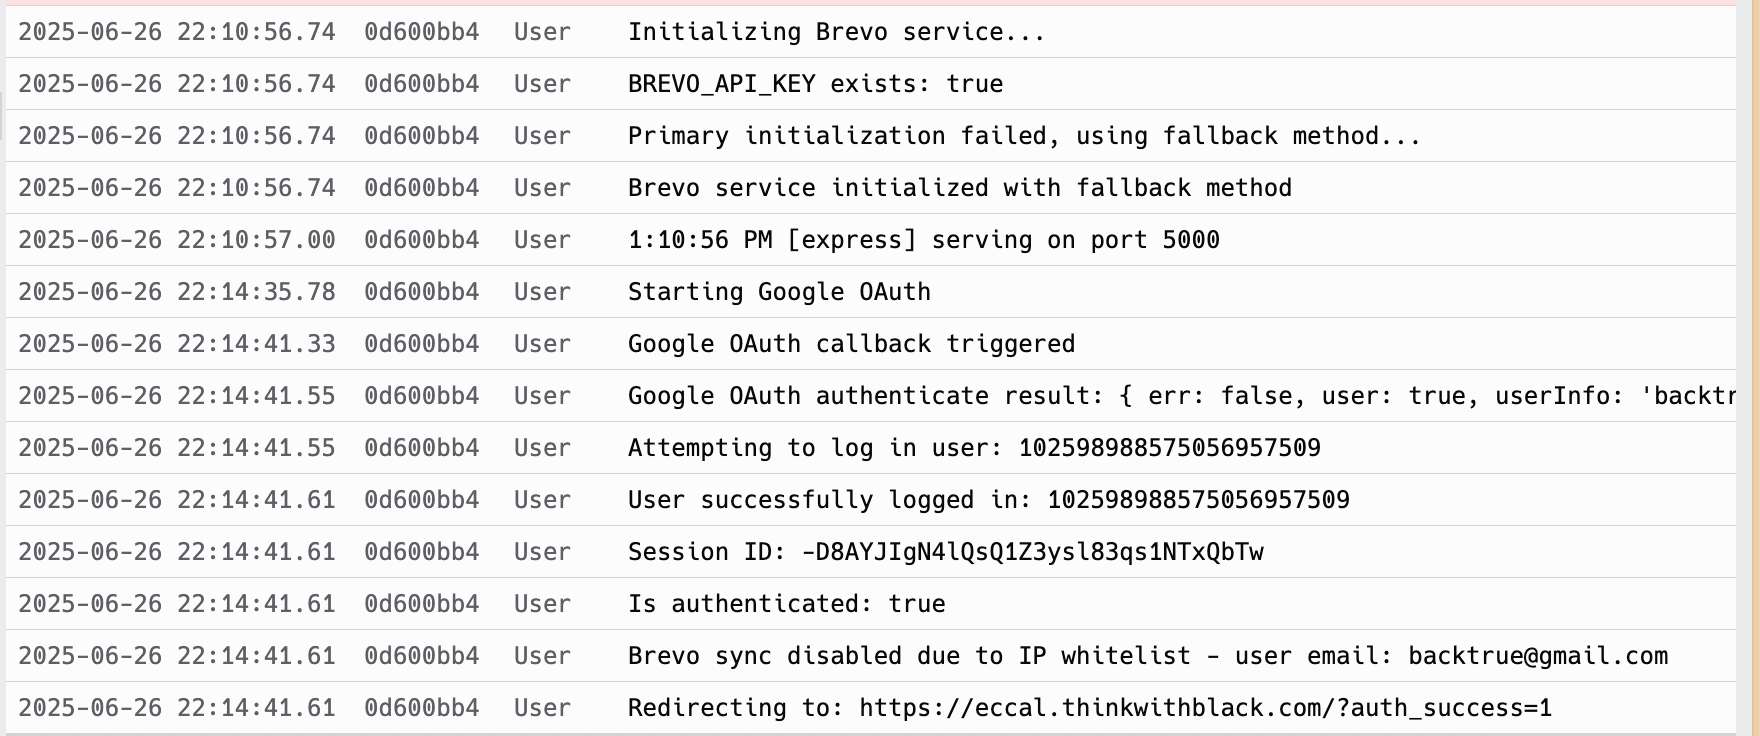 2025-06-26 22:10:56.74 0d600bb4 User Initializing Brevo service...
2025-06-26 22:10:56.74 0d600bb4 User BREVO_API_KEY exists: true
2025-06-26 22:10:56.74 0d600bb4 User Primary initialization failed, using fallback method...
2025-06-26 22:10:56.74 0d600bb4 User Brevo service initialized with fallback method
2025-06-26 22:10:57.00 0d600bb4 User 1:10:56 PM [express] serving on port 5000
2025-06-26 22:14:35.78 0d600bb4 User Starting Google OAuth
2025-06-26 22:14:41.33 0d600bb4 User Google OAuth callback triggered
2025-06-26 22:14:41.55 0d600bb4 User Google OAuth authenticate result: { err: false, user: true, userInfo: 'backtr
2025-06-26 22:14:41.55 0d600bb4 User Attempting to log in user: 102598988575056957509
2025-06-26 22:14:41.61 0d600bb4 User User successfully logged in: 102598988575056957509
2025-06-26 22:14:41.61 0d600bb4 User Session ID: -D8AYJIgN4lQsQ1Z3ysl83qs1NTxQbTw
2025-06-26 22:14:41.61 0d600bb4 User Is authenticated: true
2025-06-26 22:14:41.61 0d600bb4 User Brevo sync disabled due to IP whitelist - user email: backtrue@gmail.com
2025-06-26 22:14:41.61 0d600bb4 User Redirecting to: https://eccal.thinkwithblack.com/?auth_success=1